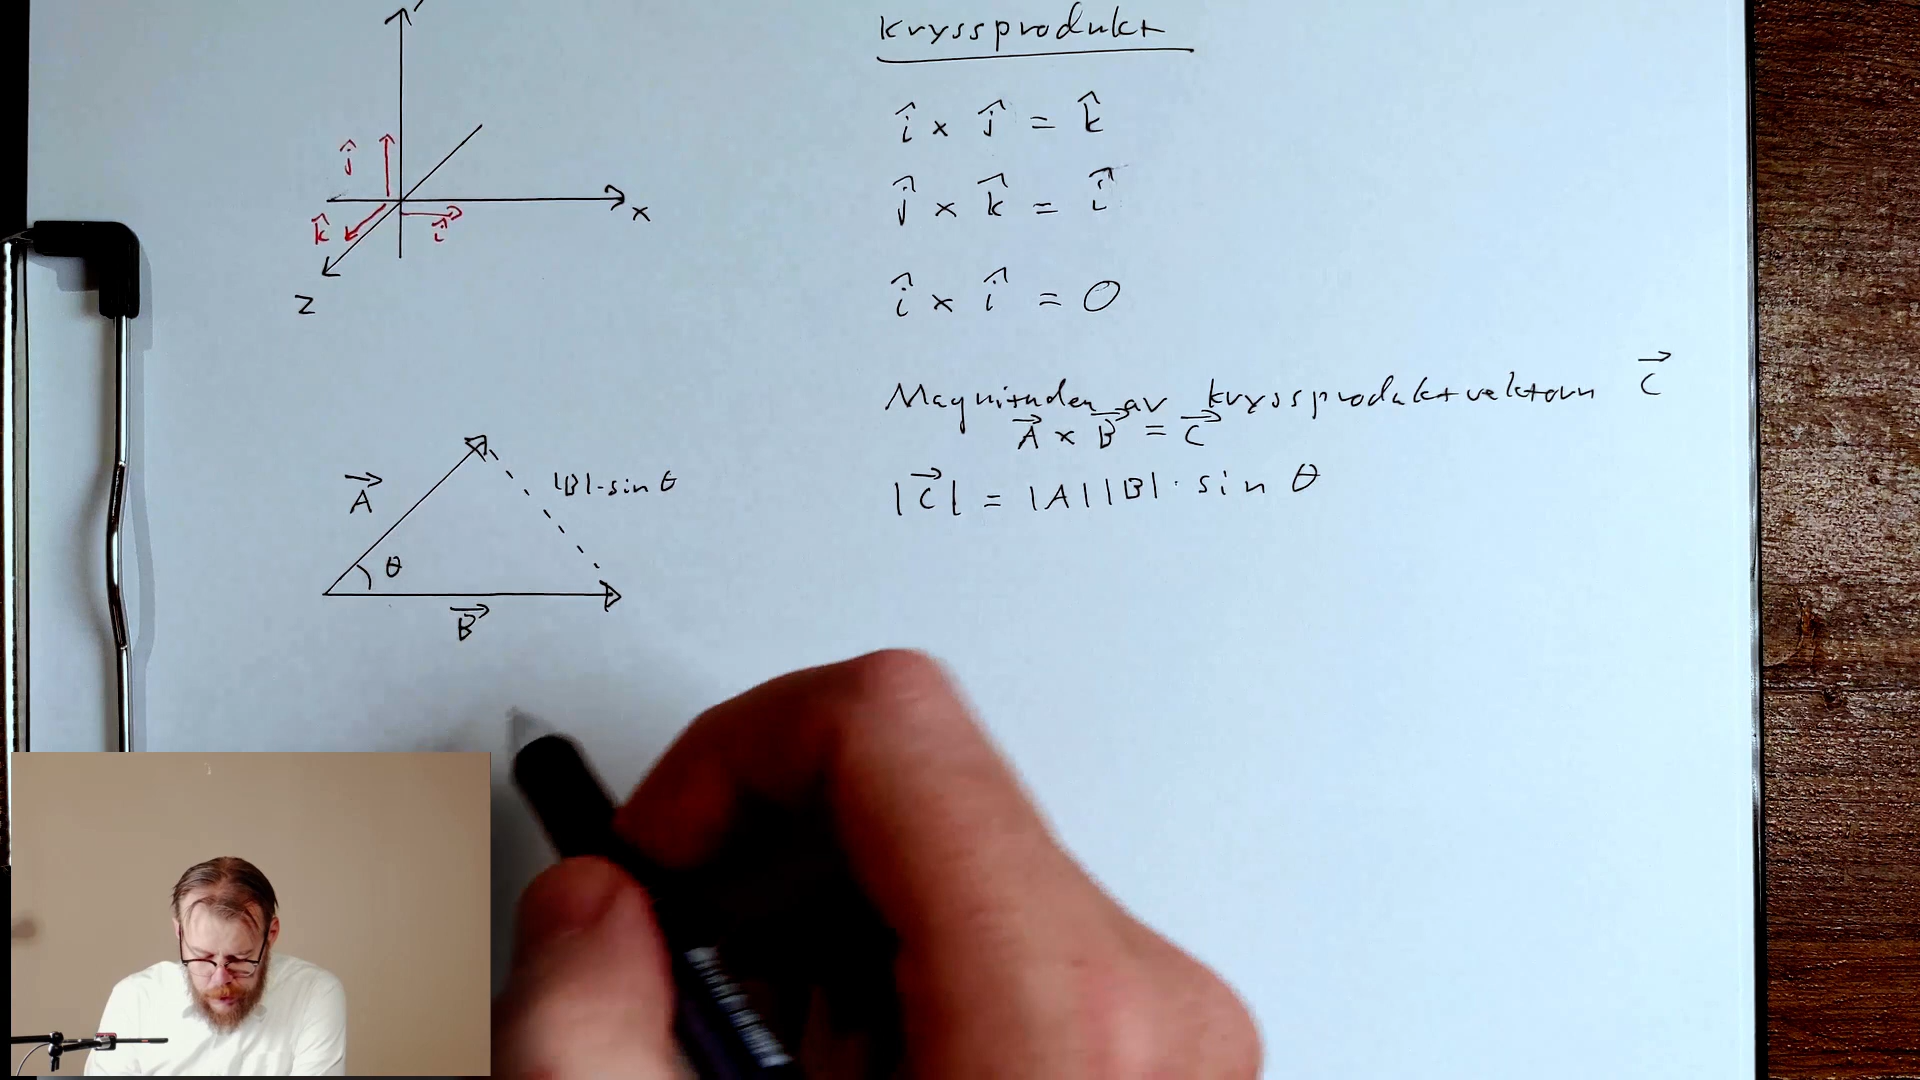 Kryssprodukt
î × ĵ = k̂
ĵ × k̂ = î
î × î = 0
ĵ
k̂
î
x
z
Magnituden av kryssproduktvektorn C⃗
A⃗ × B⃗ = C⃗
|C⃗| = |A||B|·sin θ
A⃗
|B|·sin θ
θ
B⃗